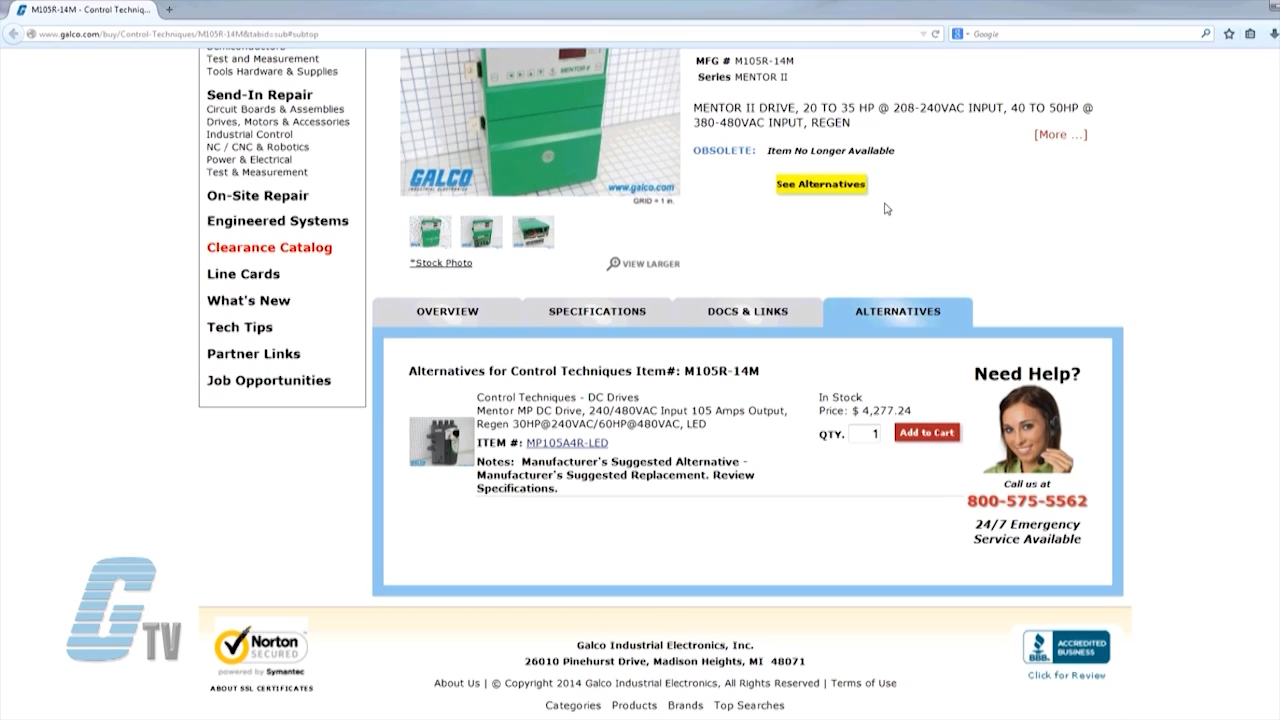 M105R-14M - Control Techniq...
www.galco.com/buy/Control-Techniques/M105R-14M&tabid=sub#subtop
Google
Semiconductors
Test and Measurement
Tools Hardware & Supplies
Send-In Repair
Circuit Boards & Assemblies
Drives, Motors & Accessories
Industrial Control
NC / CNC & Robotics
Power & Electrical
Test & Measurement
On-Site Repair
Engineered Systems
Clearance Catalog
Line Cards
What's New
Tech Tips
Partner Links
Job Opportunities
MENTOR II
GALCO
INDUSTRIAL ELECTRONICS
www.galco.com
GRID = 1 in.
*Stock Photo
VIEW LARGER
MFG # M105R-14M
Series MENTOR II
MENTOR II DRIVE, 20 TO 35 HP @ 208-240VAC INPUT, 40 TO 50HP @
380-480VAC INPUT, REGEN
[More ...]
OBSOLETE: Item No Longer Available
See Alternatives
OVERVIEW
SPECIFICATIONS
DOCS & LINKS
ALTERNATIVES
Alternatives for Control Techniques Item#: M105R-14M
Control Techniques - DC Drives
Mentor MP DC Drive, 240/480VAC Input 105 Amps Output,
Regen 30HP@240VAC/60HP@480VAC, LED
ITEM #: MP105A4R-LED
Notes: Manufacturer's Suggested Alternative -
Manufacturer's Suggested Replacement. Review
Specifications.
GALCO
In Stock
Price: $ 4,277.24
QTY. 1 Add to Cart
Need Help?
Call us at
800-575-5562
24/7 Emergency
Service Available
G TV
Norton
SECURED
powered by Symantec
ABOUT SSL CERTIFICATES
Galco Industrial Electronics, Inc.
26010 Pinehurst Drive, Madison Heights, MI 48071
About Us | © Copyright 2014 Galco Industrial Electronics, All Rights Reserved | Terms of Use
Categories Products Brands Top Searches
BBB.
ACCREDITED
BUSINESS
Click for Review